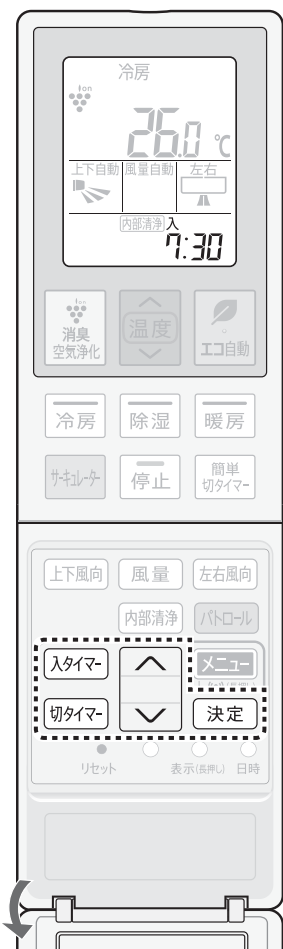 冷房
ion
26.0 ℃
上下自動 風量自動 左右
内部清浄 入
7:30
ion
消臭
空気浄化
温度
エコ自動
冷房 除湿 暖房
サーキュレーター 停止 簡単
切タイマー
上下風向 風量 左右風向
内部清浄 パトロール
入タイマー メニュー
切タイマー 決定
リセット 表示(長押し) 日時